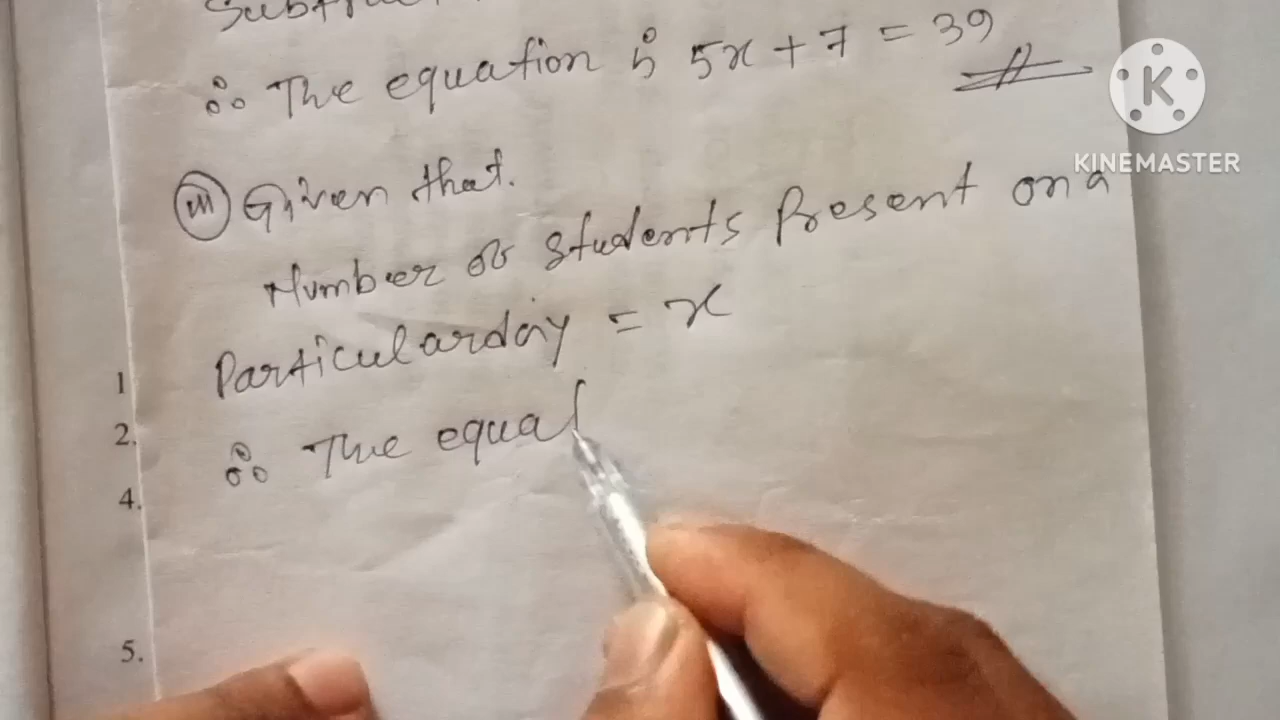 ∴ The equation is 5x + 7 = 39
K
KINEMASTER
(iii) Given that.
Number of students Present on a
Particular day = x
1
∴ The equat
2.
4.
5.